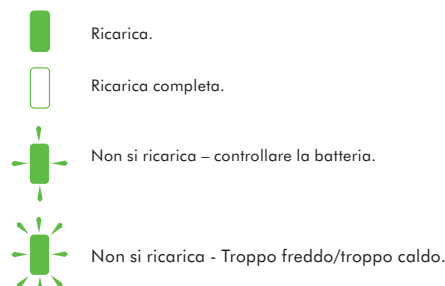 Ricarica.
Ricarica completa.
Non si ricarica – controllare la batteria.
Non si ricarica - Troppo freddo/troppo caldo.